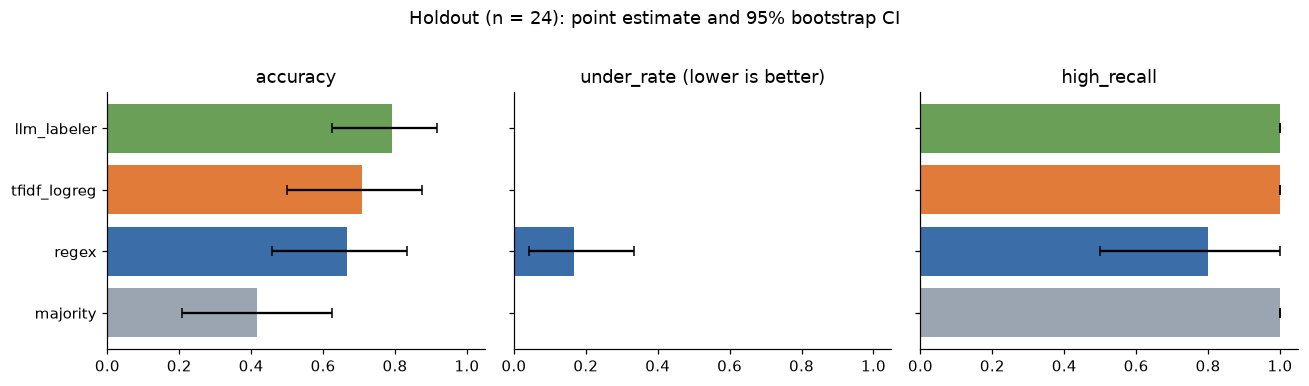 Holdout (n = 24): point estimate and 95% bootstrap CI
accuracy
under_rate (lower is better)
high_recall
llm_labeler
tfidf_logreg
regex
majority
0.0 0.2 0.4 0.6 0.8 1.0
0.0 0.2 0.4 0.6 0.8 1.0
0.0 0.2 0.4 0.6 0.8 1.0